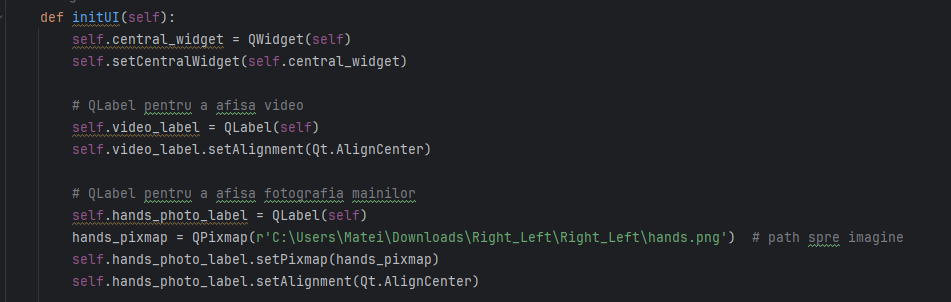 def initUI(self):
self.central_widget = QWidget(self)
self.setCentralWidget(self.central_widget)
# QLabel pentru a afisa video
self.video_label = QLabel(self)
self.video_label.setAlignment(Qt.AlignCenter)
# QLabel pentru a afisa fotografia mainilor
self.hands_photo_label = QLabel(self)
hands_pixmap = QPixmap(r'C:\Users\Matei\Downloads\Right_Left\Right_Left\hands.png')  # path spre imagine
self.hands_photo_label.setPixmap(hands_pixmap)
self.hands_photo_label.setAlignment(Qt.AlignCenter)